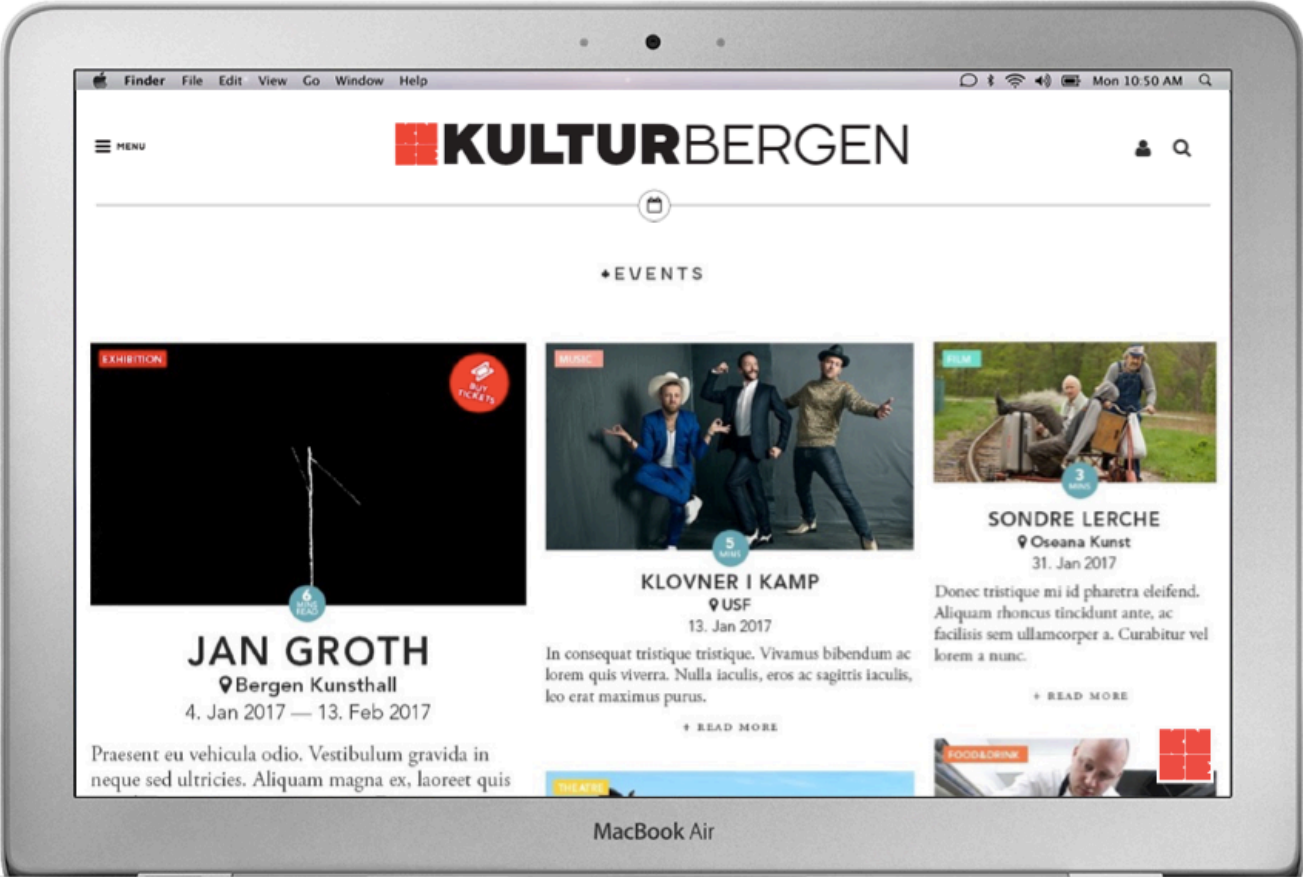 Finder File Edit View Go Window Help Mon 10:50 AM
MENU
KULTURBERGEN
+EVENTS
EXHIBITION
BUY
TICKETS
6
MINS
READ
JAN GROTH
Bergen Kunsthall
4. Jan 2017 — 13. Feb 2017
Praesent eu vehicula odio. Vestibulum gravida in
neque sed ultricies. Aliquam magna ex, laoreet quis
MUSIC
5
MINS
KLOVNER I KAMP
USF
13. Jan 2017
In consequat tristique tristique. Vivamus bibendum ac
lorem quis viverra. Nulla iaculis, eros ac sagittis iaculis,
leo erat maximus purus.
+ READ MORE
THEATRE
FILM
3
MINS
SONDRE LERCHE
Oseana Kunst
31. Jan 2017
Donec tristique mi id pharetra eleifend.
Aliquam rhoncus tincidunt ante, ac
facilisis sem ullamcorper a. Curabitur vel
lorem a nunc.
+ READ MORE
FOOD&DRINK
MacBook Air